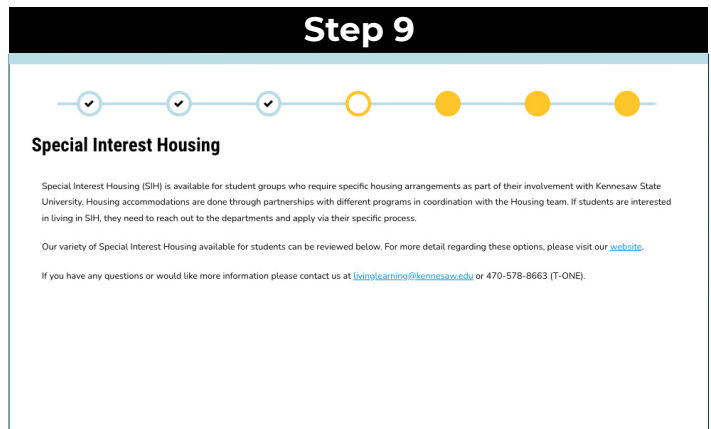 Step 9
Special Interest Housing
Special Interest Housing (SIH) is available for student groups who require specific housing arrangements as part of their involvement with Kennesaw State
University. Housing accommodations are done through partnerships with different programs in coordination with the Housing team. If students are interested
in living in SIH, they need to reach out to the departments and apply via their specific process.
Our variety of Special Interest Housing available for students can be reviewed below. For more detail regarding these options, please visit our website.
If you have any questions or would like more information please contact us at livinglearning@kennesaw.edu or 470-578-8663 (T-ONE).